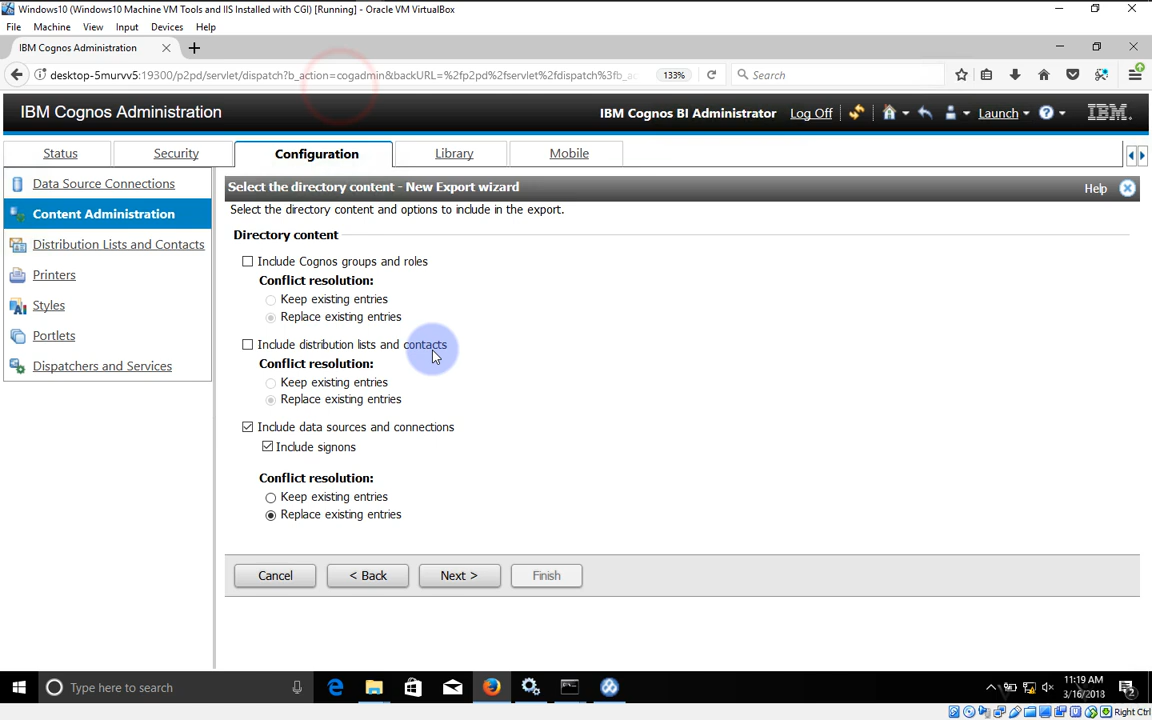 Windows10 (Windows10 Machine VM Tools and IIS Installed with CGI) [Running] - Oracle VM VirtualBox
File Machine View Input Devices Help
IBM Cognos Administration
desktop-5murvv5:19300/p2pd/servlet/dispatch?b_action=cogadmin&backURL=%2fp2pd%2fservlet%2fdispatch%3fb_ac 133% Search
IBM Cognos Administration IBM Cognos BI Administrator Log Off Launch IBM.
Status Security Configuration Library Mobile
Data Source Connections
Content Administration
Distribution Lists and Contacts
Printers
Styles
Portlets
Dispatchers and Services
Select the directory content - New Export wizard Help
Select the directory content and options to include in the export.
Directory content
Include Cognos groups and roles
Conflict resolution:
Keep existing entries
Replace existing entries
Include distribution lists and contacts
Conflict resolution:
Keep existing entries
Replace existing entries
Include data sources and connections
Include signons
Conflict resolution:
Keep existing entries
Replace existing entries
Cancel < Back Next > Finish
Type here to search
11:19 AM
3/16/2018
2
Right Ctrl